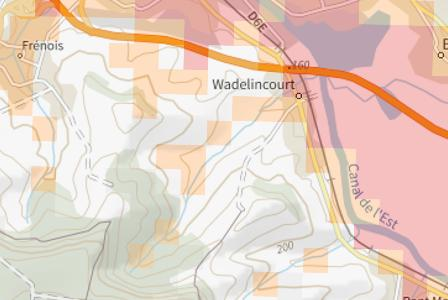 D6E
Frénois
160
Wadelincourt
Canal de l'Est
200